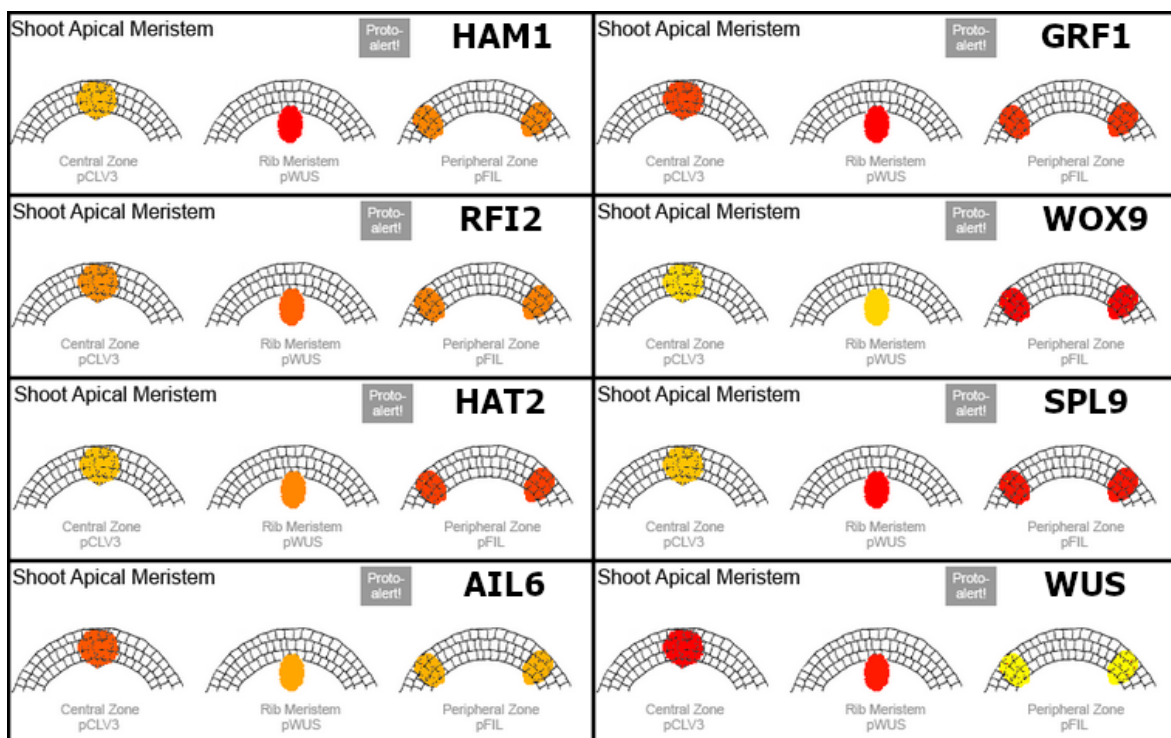 Shoot Apical Meristem
Proto-
alert!
HAM1
Central Zone
pCLV3
Rib Meristem
pWUS
Peripheral Zone
pFIL
Shoot Apical Meristem
Proto-
alert!
GRF1
Central Zone
pCLV3
Rib Meristem
pWUS
Peripheral Zone
pFIL
Shoot Apical Meristem
Proto-
alert!
RFI2
Central Zone
pCLV3
Rib Meristem
pWUS
Peripheral Zone
pFIL
Shoot Apical Meristem
Proto-
alert!
WOX9
Central Zone
pCLV3
Rib Meristem
pWUS
Peripheral Zone
pFIL
Shoot Apical Meristem
Proto-
alert!
HAT2
Central Zone
pCLV3
Rib Meristem
pWUS
Peripheral Zone
pFIL
Shoot Apical Meristem
Proto-
alert!
SPL9
Central Zone
pCLV3
Rib Meristem
pWUS
Peripheral Zone
pFIL
Shoot Apical Meristem
Proto-
alert!
AIL6
Central Zone
pCLV3
Rib Meristem
pWUS
Peripheral Zone
pFIL
Shoot Apical Meristem
Proto-
alert!
WUS
Central Zone
pCLV3
Rib Meristem
pWUS
Peripheral Zone
pFIL